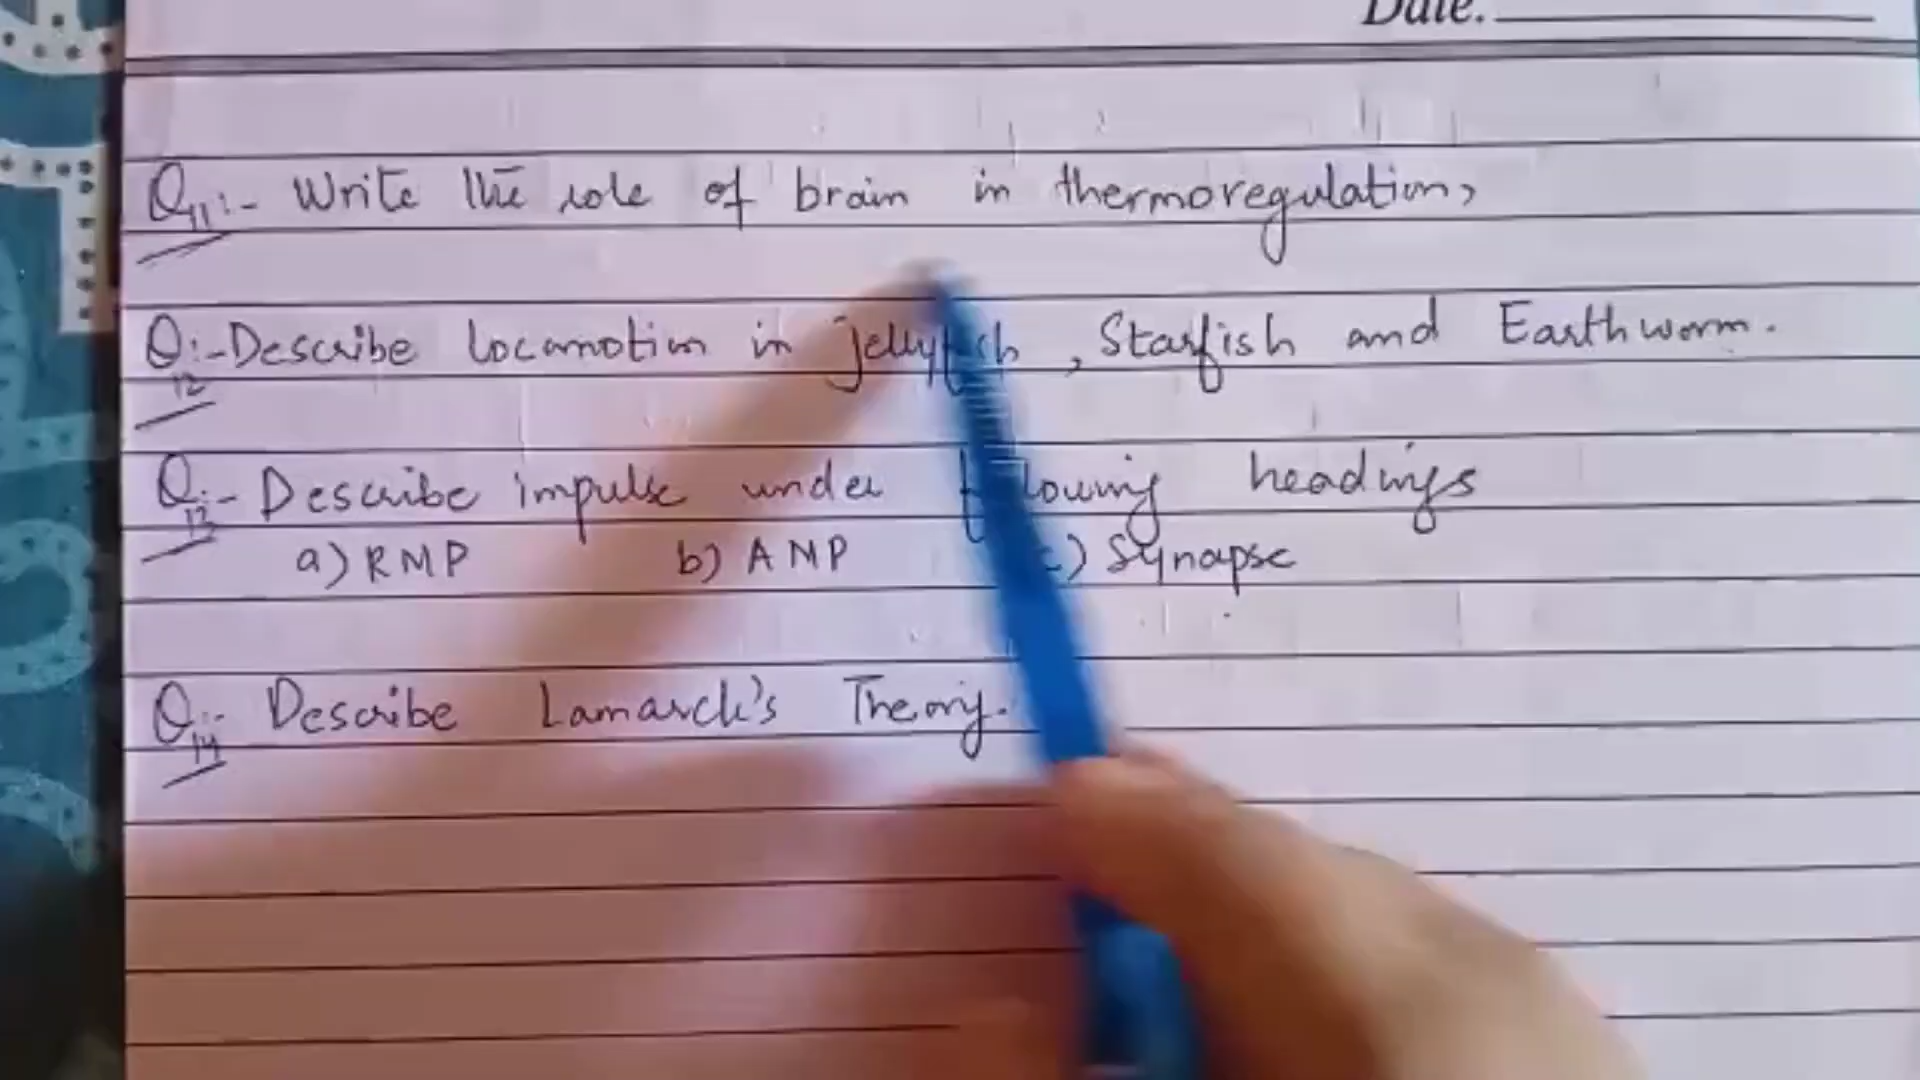 Date.
Q11:- Write the role of brain in thermoregulation,
Q12:- Describe locomotion in jellyfish, Starfish and Earthworm.
Q13:- Describe impulse under following headings
a) RMP b) AMP c) Synapse
Q14:- Describe Lamarck's Theory.